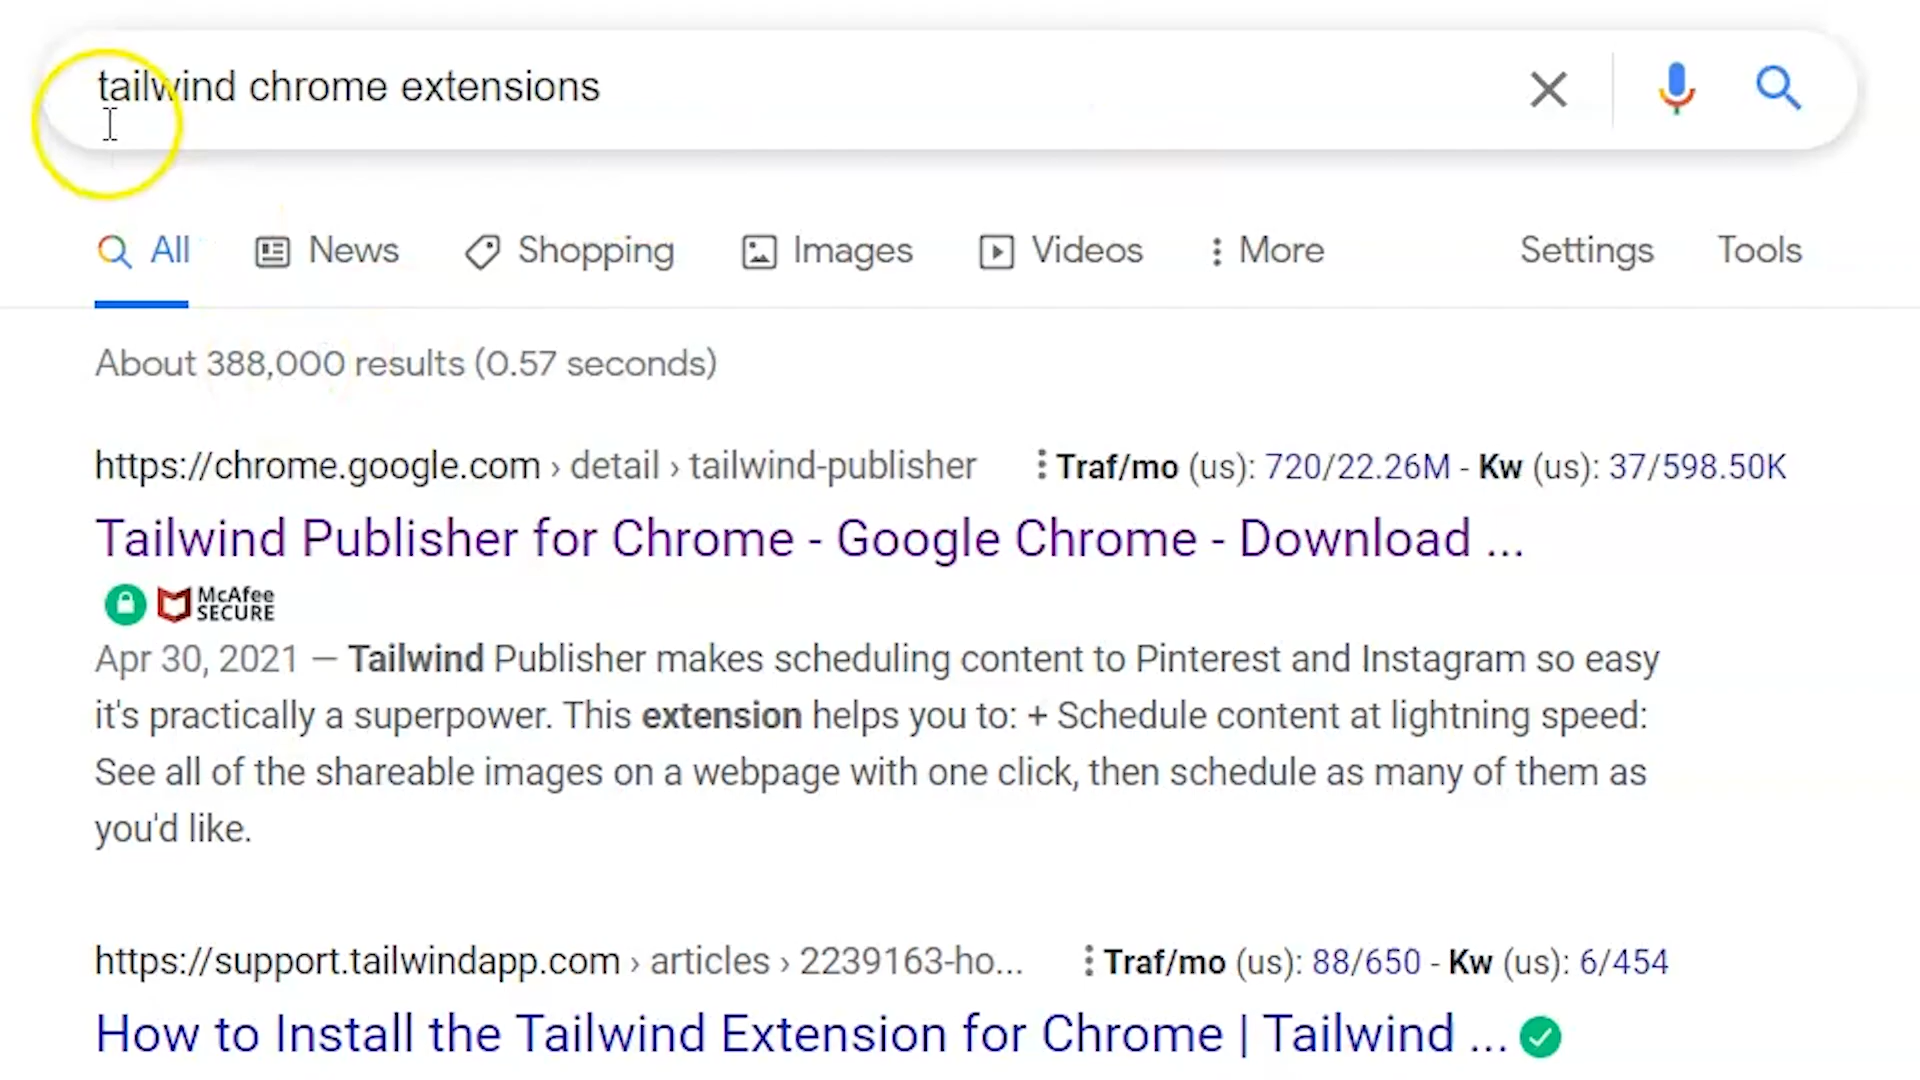 tailwind chrome extensions
All News Shopping Images Videos More Settings Tools
About 388,000 results (0.57 seconds)
https://chrome.google.com › detail › tailwind-publisher Traf/mo (us): 720/22.26M - Kw (us): 37/598.50K
Tailwind Publisher for Chrome - Google Chrome - Download ...
McAfee
SECURE
Apr 30, 2021 — Tailwind Publisher makes scheduling content to Pinterest and Instagram so easy
it's practically a superpower. This extension helps you to: + Schedule content at lightning speed:
See all of the shareable images on a webpage with one click, then schedule as many of them as
you'd like.
https://support.tailwindapp.com › articles › 2239163-ho... Traf/mo (us): 88/650 - Kw (us): 6/454
How to Install the Tailwind Extension for Chrome | Tailwind ...